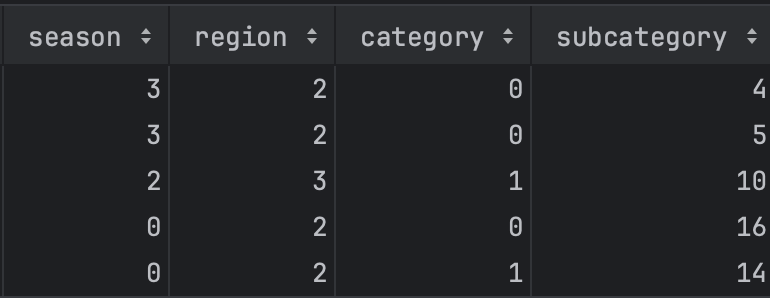 season region category subcategory
3 2 0 4
3 2 0 5
2 3 1 10
0 2 0 16
0 2 1 14